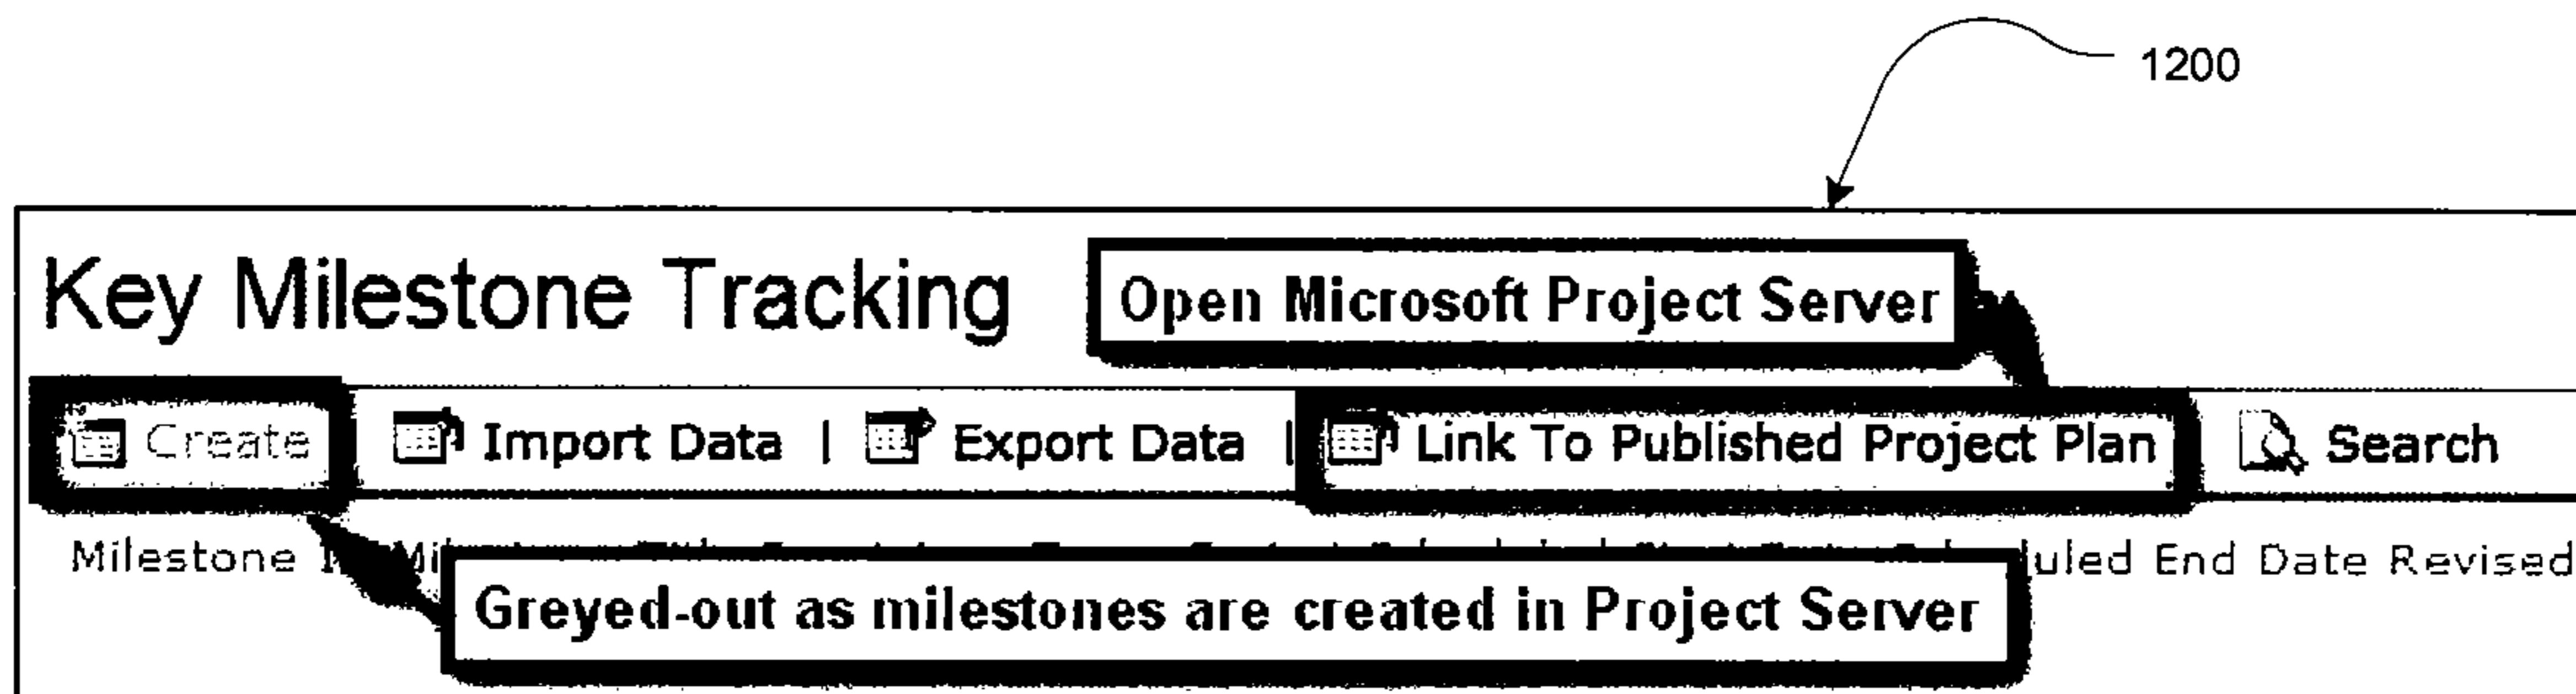 1200
Key Milestone Tracking
Open Microsoft Project Server
Create Import Data | Export Data | Link To Published Project Plan Search
Milestone End Date Revised
Greyed-out as milestones are created in Project Server